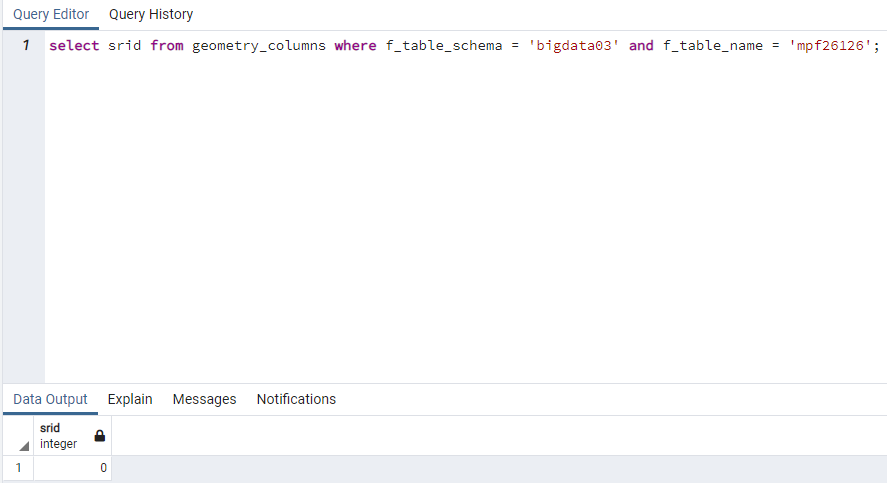 Query Editor Query History
1 select srid from geometry_columns where f_table_schema = 'bigdata03' and f_table_name = 'mpf26126';
Data Output Explain Messages Notifications
srid
integer
1 0